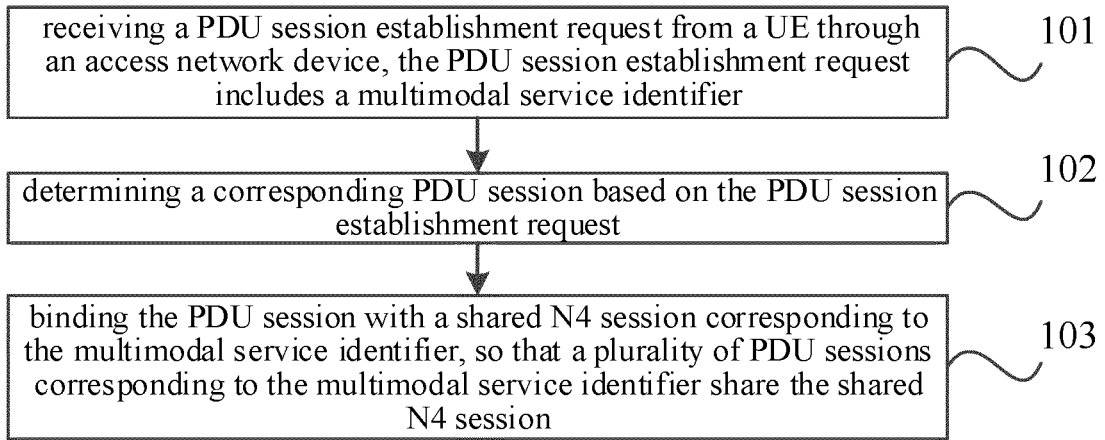 receiving a PDU session establishment request from a UE through
an access network device, the PDU session establishment request
includes a multimodal service identifier
101
determining a corresponding PDU session based on the PDU session
establishment request
102
binding the PDU session with a shared N4 session corresponding to
the multimodal service identifier, so that a plurality of PDU sessions
corresponding to the multimodal service identifier share the shared
N4 session
103